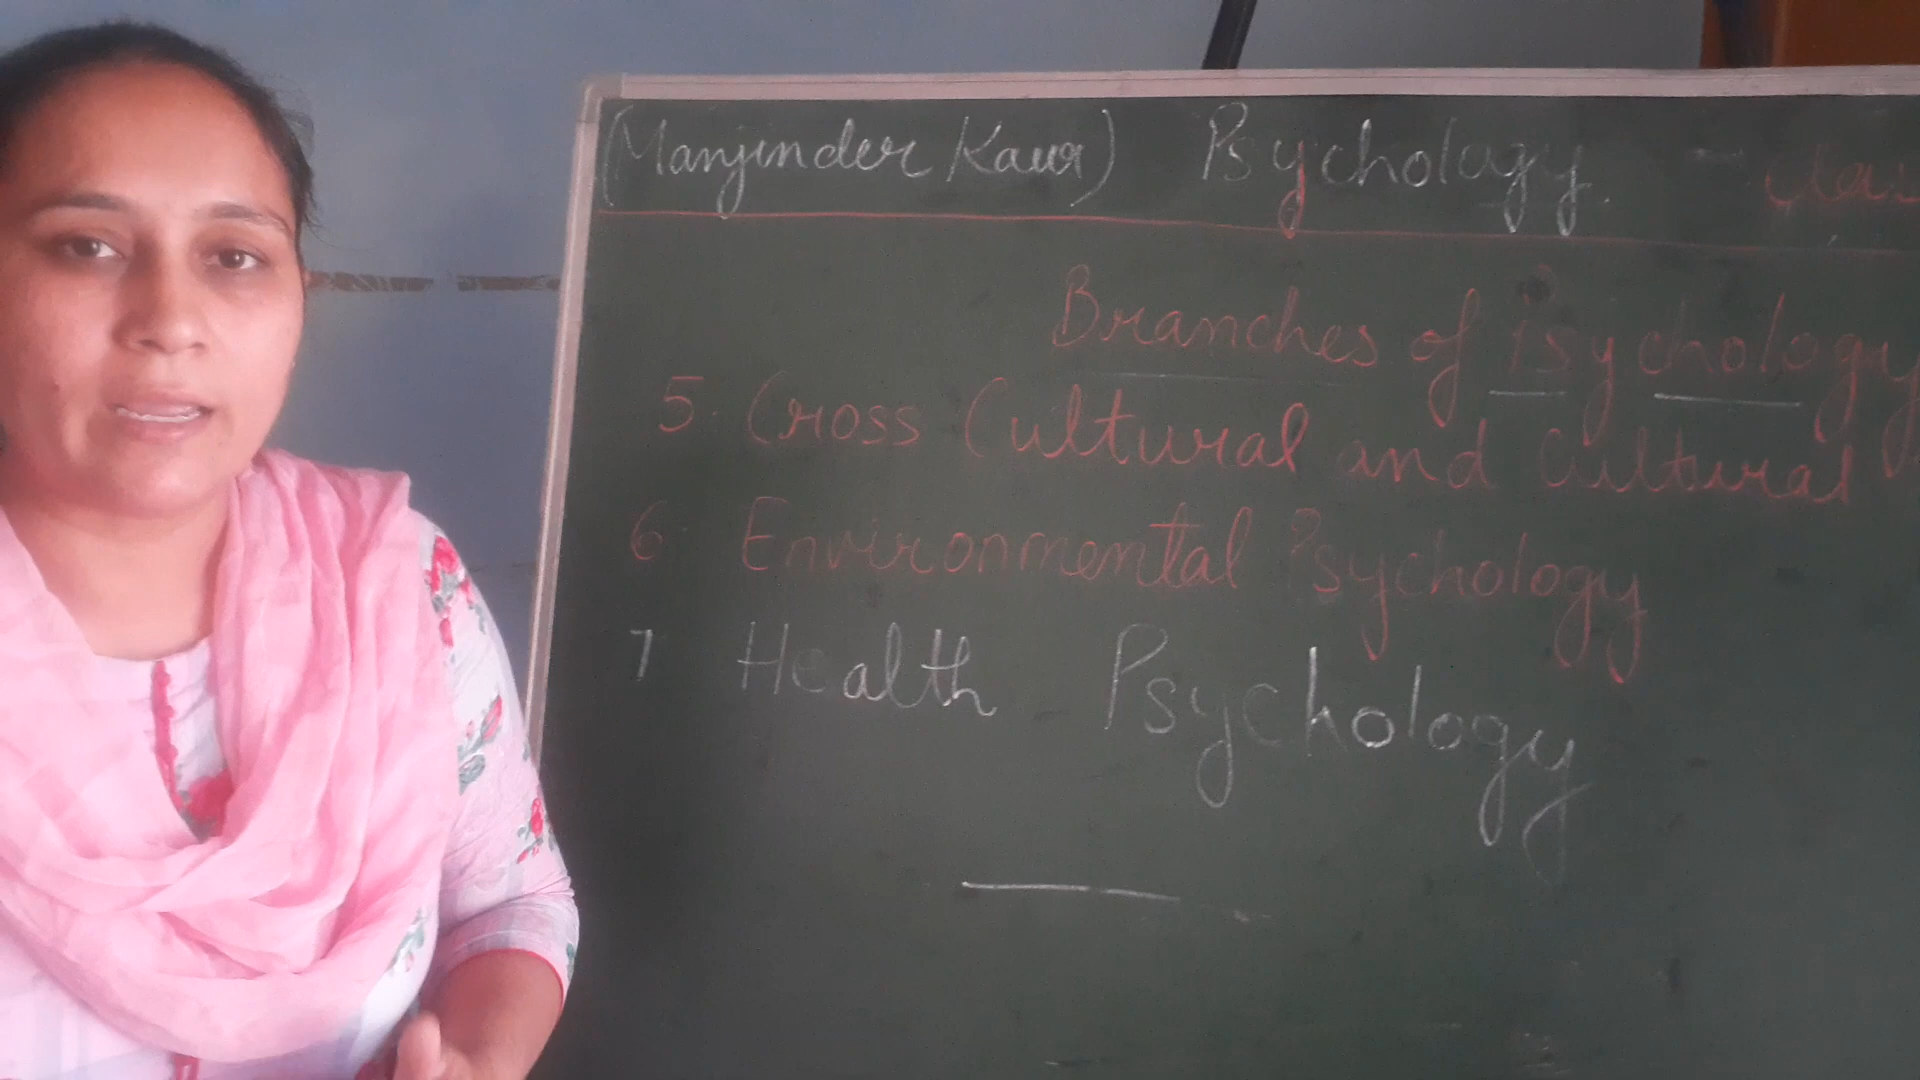 (Manjinder Kaur) Psychology -
Branches of Psychology
5. Cross Cultural and Cultural
6. Environmental Psychology
7 Health Psychology